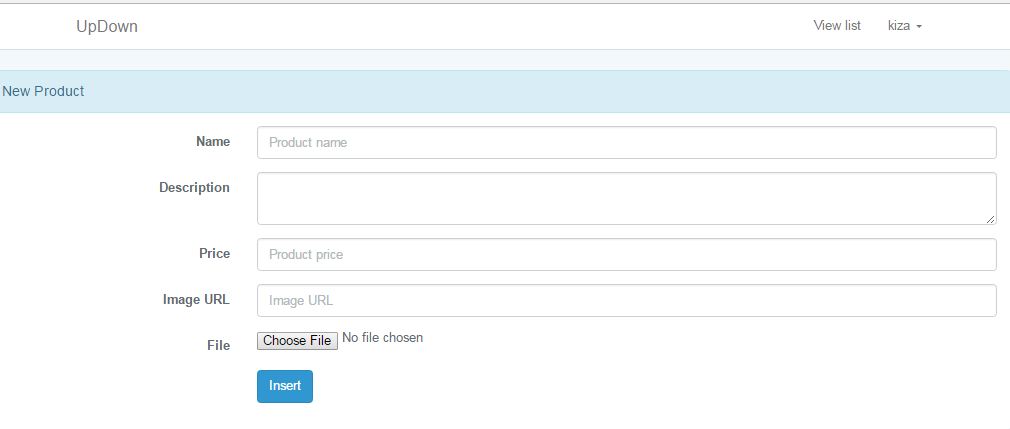 UpDown View list kiza
New Product
Name Product name
Description
Price Product price
Image URL Image URL
File Choose File No file chosen
Insert